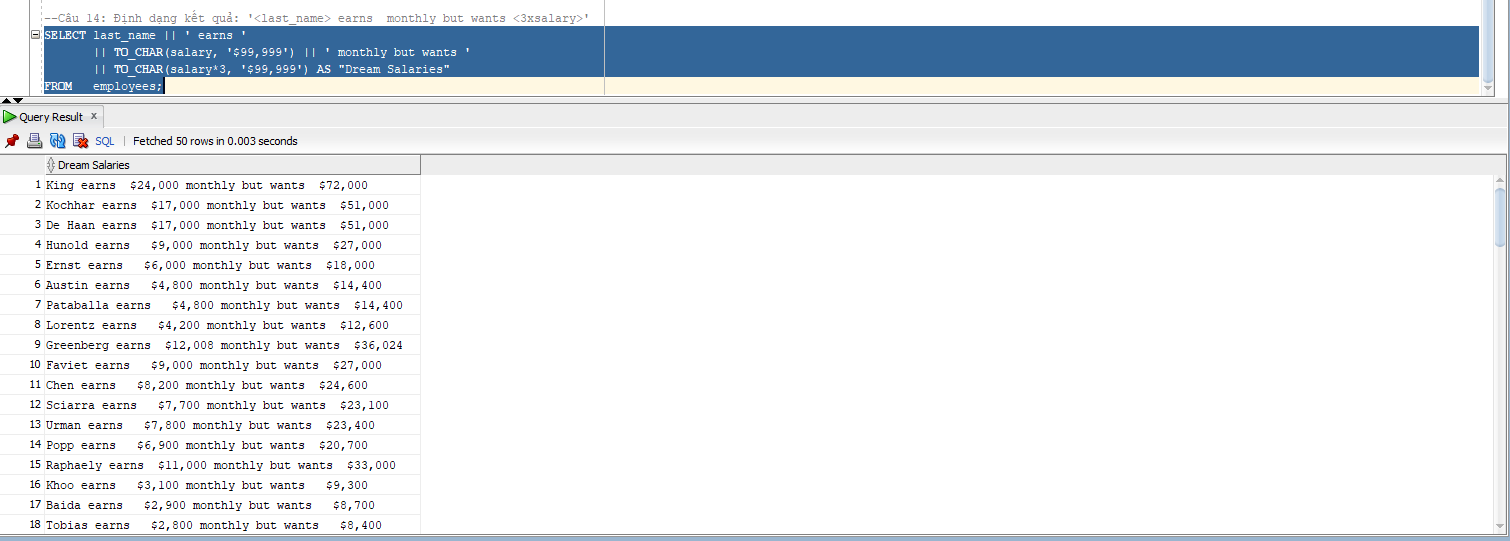 --Câu 14: Định dạng kết quả: '<last_name> earns  monthly but wants <3xsalary>'
SELECT last_name || ' earns '
       || TO_CHAR(salary, '$99,999') || ' monthly but wants '
       || TO_CHAR(salary*3, '$99,999') AS "Dream Salaries"
FROM   employees;
Query Result x
SQL | Fetched 50 rows in 0.003 seconds
Dream Salaries
1 King earns  $24,000 monthly but wants  $72,000
2 Kochhar earns  $17,000 monthly but wants  $51,000
3 De Haan earns  $17,000 monthly but wants  $51,000
4 Hunold earns   $9,000 monthly but wants  $27,000
5 Ernst earns   $6,000 monthly but wants  $18,000
6 Austin earns   $4,800 monthly but wants  $14,400
7 Pataballa earns   $4,800 monthly but wants  $14,400
8 Lorentz earns   $4,200 monthly but wants  $12,600
9 Greenberg earns  $12,008 monthly but wants  $36,024
10 Faviet earns   $9,000 monthly but wants  $27,000
11 Chen earns   $8,200 monthly but wants  $24,600
12 Sciarra earns   $7,700 monthly but wants  $23,100
13 Urman earns   $7,800 monthly but wants  $23,400
14 Popp earns   $6,900 monthly but wants  $20,700
15 Raphaely earns  $11,000 monthly but wants  $33,000
16 Khoo earns   $3,100 monthly but wants   $9,300
17 Baida earns   $2,900 monthly but wants   $8,700
18 Tobias earns   $2,800 monthly but wants   $8,400